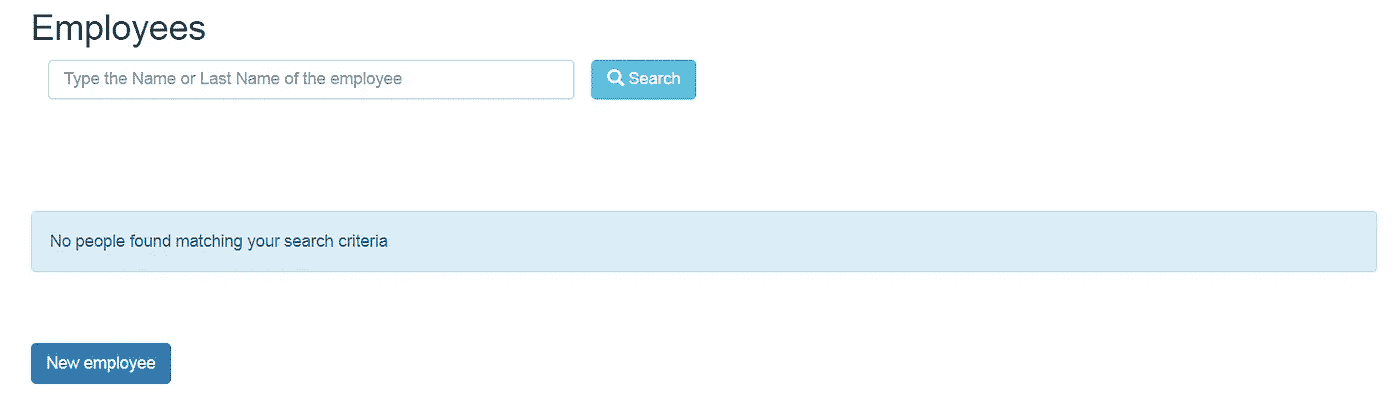 Employees
Type the Name or Last Name of the employee
Search
No people found matching your search criteria
New employee